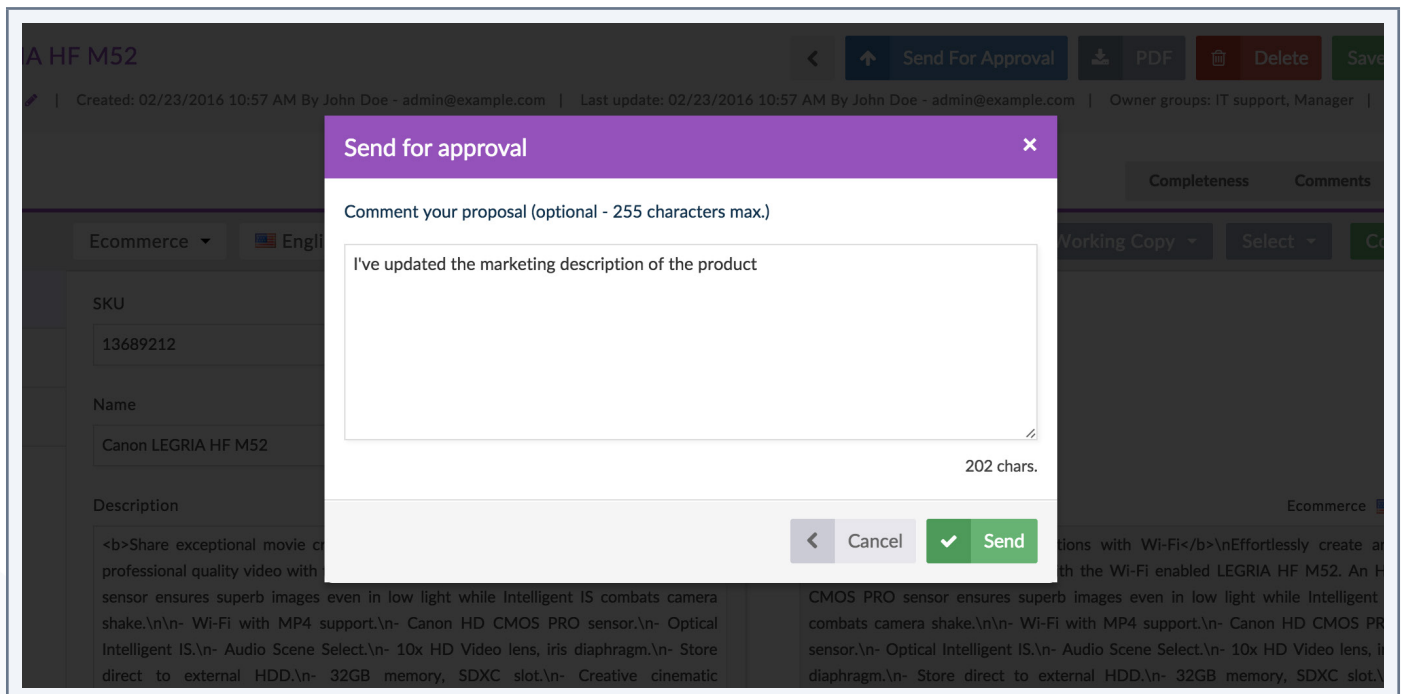 IA HF M52
Send For Approval
PDF
Delete
Save
| Created: 02/23/2016 10:57 AM By John Doe - admin@example.com | Last update: 02/23/2016 10:57 AM By John Doe - admin@example.com | Owner groups: IT support, Manager |
Send for approval ×
Completeness Comments
Comment your proposal (optional - 255 characters max.)
Ecommerce Engli
Working Copy Select Co
I've updated the marketing description of the product
SKU
13689212
Name
Canon LEGRIA HF M52
202 chars.
Description
Ecommerce
Cancel Send
<b>Share exceptional movie cr
professional quality video with
sensor ensures superb images even in low light while Intelligent IS combats camera
shake.\n\n- Wi-Fi with MP4 support.\n- Canon HD CMOS PRO sensor.\n- Optical
Intelligent IS.\n- Audio Scene Select.\n- 10x HD Video lens, iris diaphragm.\n- Store
direct to external HDD.\n- 32GB memory, SDXC slot.\n- Creative cinematic
tions with Wi-Fi</b>\nEffortlessly create an
th the Wi-Fi enabled LEGRIA HF M52. An H
CMOS PRO sensor ensures superb images even in low light while Intelligent
combats camera shake.\n\n- Wi-Fi with MP4 support.\n- Canon HD CMOS PR
sensor.\n- Optical Intelligent IS.\n- Audio Scene Select.\n- 10x HD Video lens, i
diaphragm.\n- Store direct to external HDD.\n- 32GB memory, SDXC slot.\